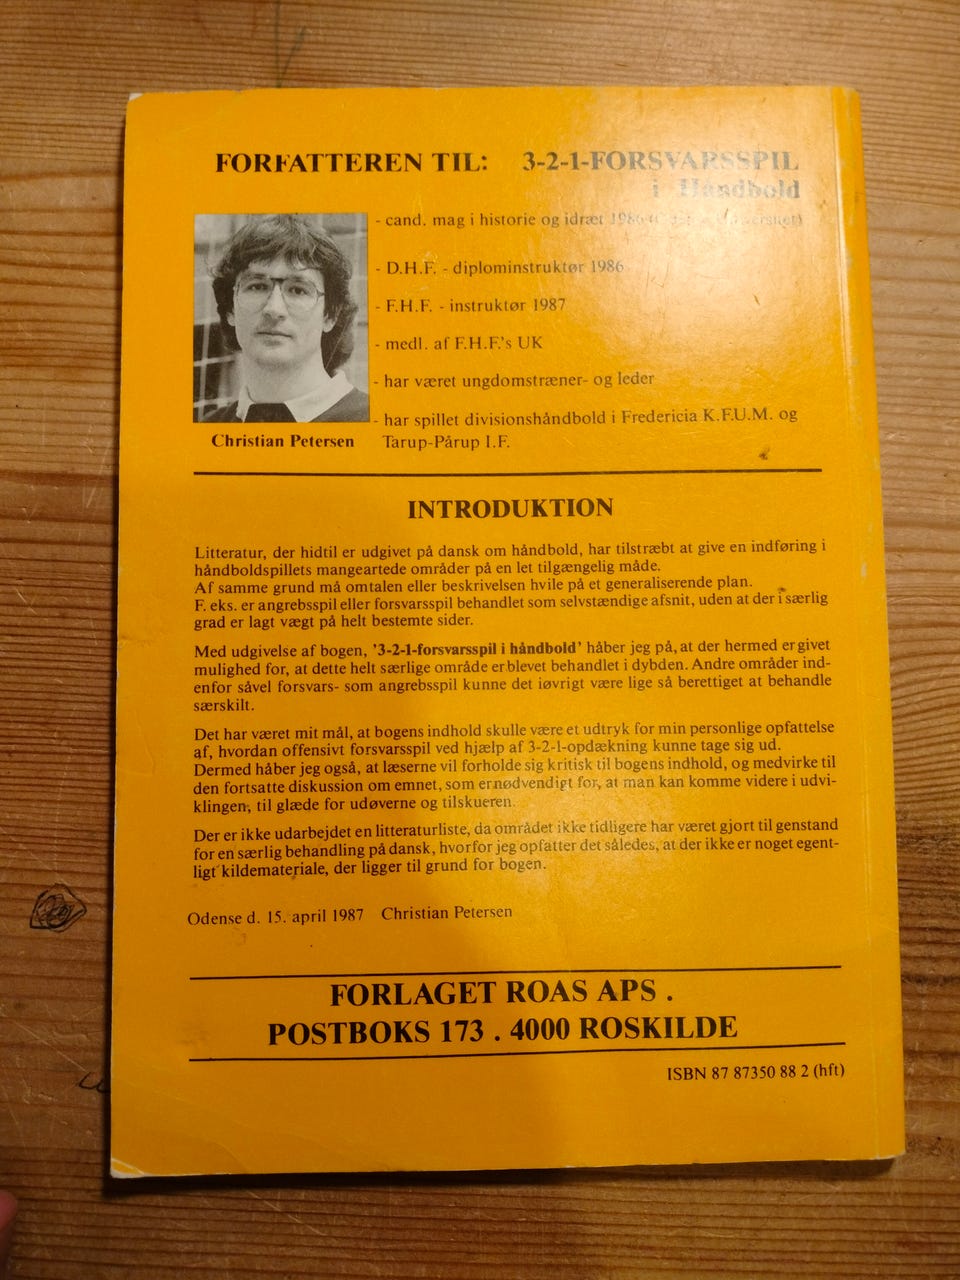 FORFATTEREN TIL: 3-2-1-FORSVARSSPIL
i Håndbold
- cand. mag i historie og idræt 1986
- D.H.F. - diplominstruktør 1986
- F.H.F. - instruktør 1987
- medl. af F.H.F.'s UK
- har været ungdomstræner- og leder
- har spillet divisionshåndbold i Fredericia K.F.U.M. og
Tarup-Pårup I.F.
Christian Petersen
INTRODUKTION
Litteratur, der hidtil er udgivet på dansk om håndbold, har tilstræbt at give en indføring i
håndboldspillets mangeartede områder på en let tilgængelig måde.
Af samme grund må omtalen eller beskrivelsen hvile på et generaliserende plan.
F. eks. er angrebsspil eller forsvarsspil behandlet som selvstændige afsnit, uden at der i særlig
grad er lagt vægt på helt bestemte sider.
Med udgivelse af bogen, '3-2-1-forsvarsspil i håndbold' håber jeg på, at der hermed er givet
mulighed for, at dette helt særlige område er blevet behandlet i dybden. Andre områder ind-
enfor såvel forsvars- som angrebsspil kunne det iøvrigt være lige så berettiget at behandle
særskilt.
Det har været mit mål, at bogens indhold skulle være et udtryk for min personlige opfattelse
af, hvordan offensivt forsvarsspil ved hjælp af 3-2-1-opdækning kunne tage sig ud.
Dermed håber jeg også, at læserne vil forholde sig kritisk til bogens indhold, og medvirke til
den fortsatte diskussion om emnet, som er nødvendigt for, at man kan komme videre i udvi-
klingen, til glæde for udøverne og tilskueren.
Der er ikke udarbejdet en litteraturliste, da området ikke tidligere har været gjort til genstand
for en særlig behandling på dansk, hvorfor jeg opfatter det således, at der ikke er noget egent-
ligt kildemateriale, der ligger til grund for bogen.
Odense d. 15. april 1987 Christian Petersen
FORLAGET ROAS APS .
POSTBOKS 173 . 4000 ROSKILDE
ISBN 87 87350 88 2 (hft)